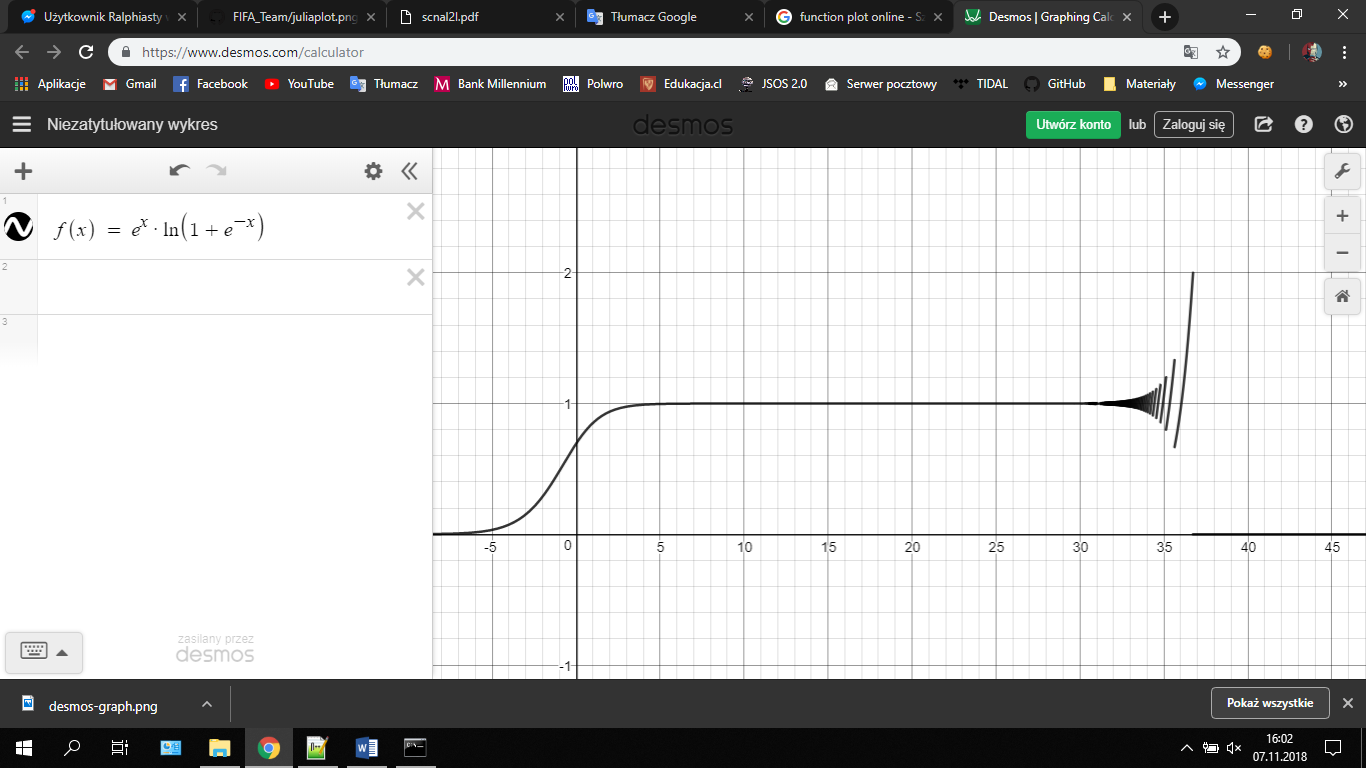 Użytkownik Ralphiasty
FIFA_Team/juliaplot.png
scnal2l.pdf
Tłumacz Google
function plot online - Sz
Desmos | Graphing Calc
https://www.desmos.com/calculator
Aplikacje Gmail Facebook YouTube Tłumacz Bank Millennium Polwro Edukacja.cl JSOS 2.0 Serwer pocztowy TIDAL GitHub Materiały Messenger »
Niezatytułowany wykres
desmos
Utwórz konto lub Zaloguj się
1
f(x) = e^x · ln(1 + e^−x)
2
3
2
1
-1
-5 0 5 10 15 20 25 30 35 40 45
zasilany przez
desmos
desmos-graph.png
Pokaż wszystkie
16:02
07.11.2018